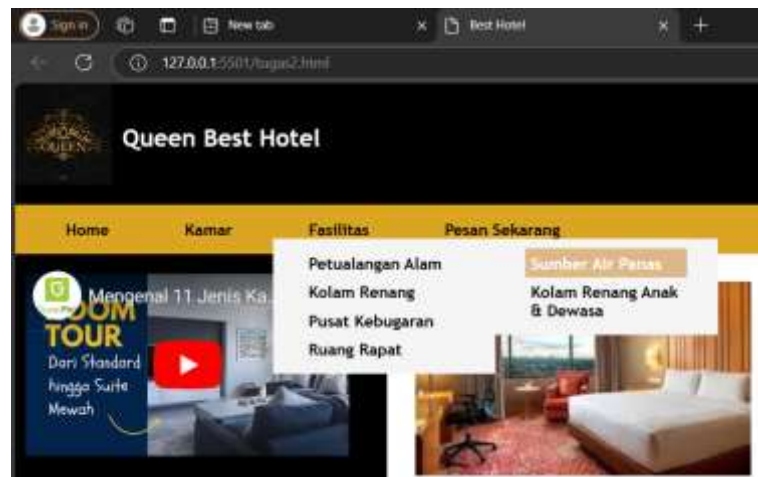 Sign in
New tab
Best Hotel
127.0.0.1:5501/tugas2.html
QUEEN
Queen Best Hotel
Home Kamar Fasilitas Pesan Sekarang
Petualangan Alam
Kolam Renang
Pusat Kebugaran
Ruang Rapat
Sumber Air Panas
Kolam Renang Anak
& Dewasa
Mengenal 11 Jenis Ka...
TOUR
Dari Standard
hingga Suite
Mewah